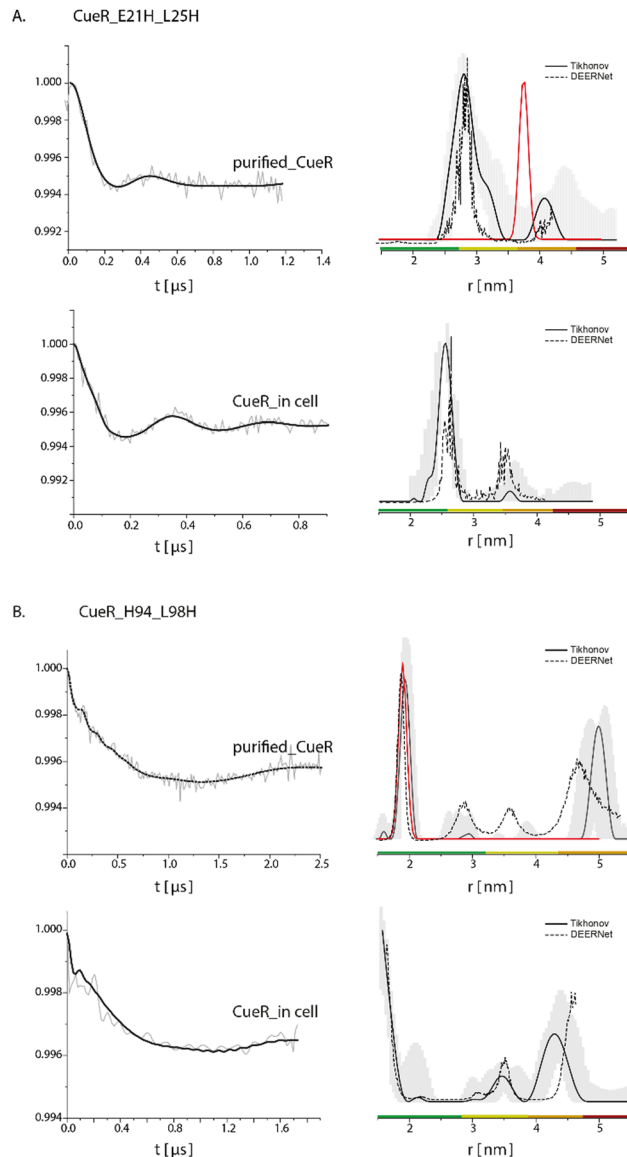 A. CueR_E21H_L25H
1.000
0.998
0.996
0.994
0.992
purified_CueR
0.0 0.2 0.4 0.6 0.8 1.0 1.2 1.4
t [µs]
Tikhonov
DEERNet
2 3 4 5
r [nm]
1.000
0.998
0.996
0.994
0.992
CueR_in cell
0.0 0.2 0.4 0.6 0.8
t [µs]
Tikhonov
DEERNet
2 3 4 5
r [nm]
B. CueR_H94_L98H
1.000
0.998
0.996
0.994
purified_CueR
0.0 0.5 1.0 1.5 2.0 2.5
t [µs]
Tikhonov
DEERNet
2 3 4 5
r [nm]
1.000
0.998
0.996
0.994
CueR_in cell
0.0 0.4 0.8 1.2 1.6
t [µs]
Tikhonov
DEERNet
2 3 4 5
r [nm]